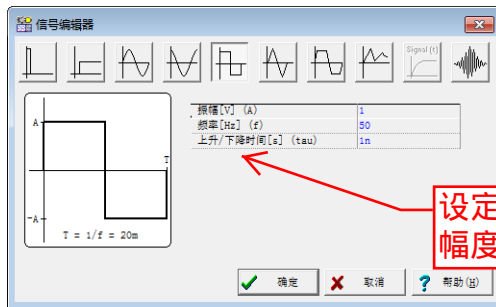 信号编辑器
Signal (t)
A
T
-A
T = 1/f = 20m
振幅[V] (A) 1
频率[Hz] (f) 50
上升/下降时间[s] (tau) 1n
设定
幅度
确定 取消 帮助(H)